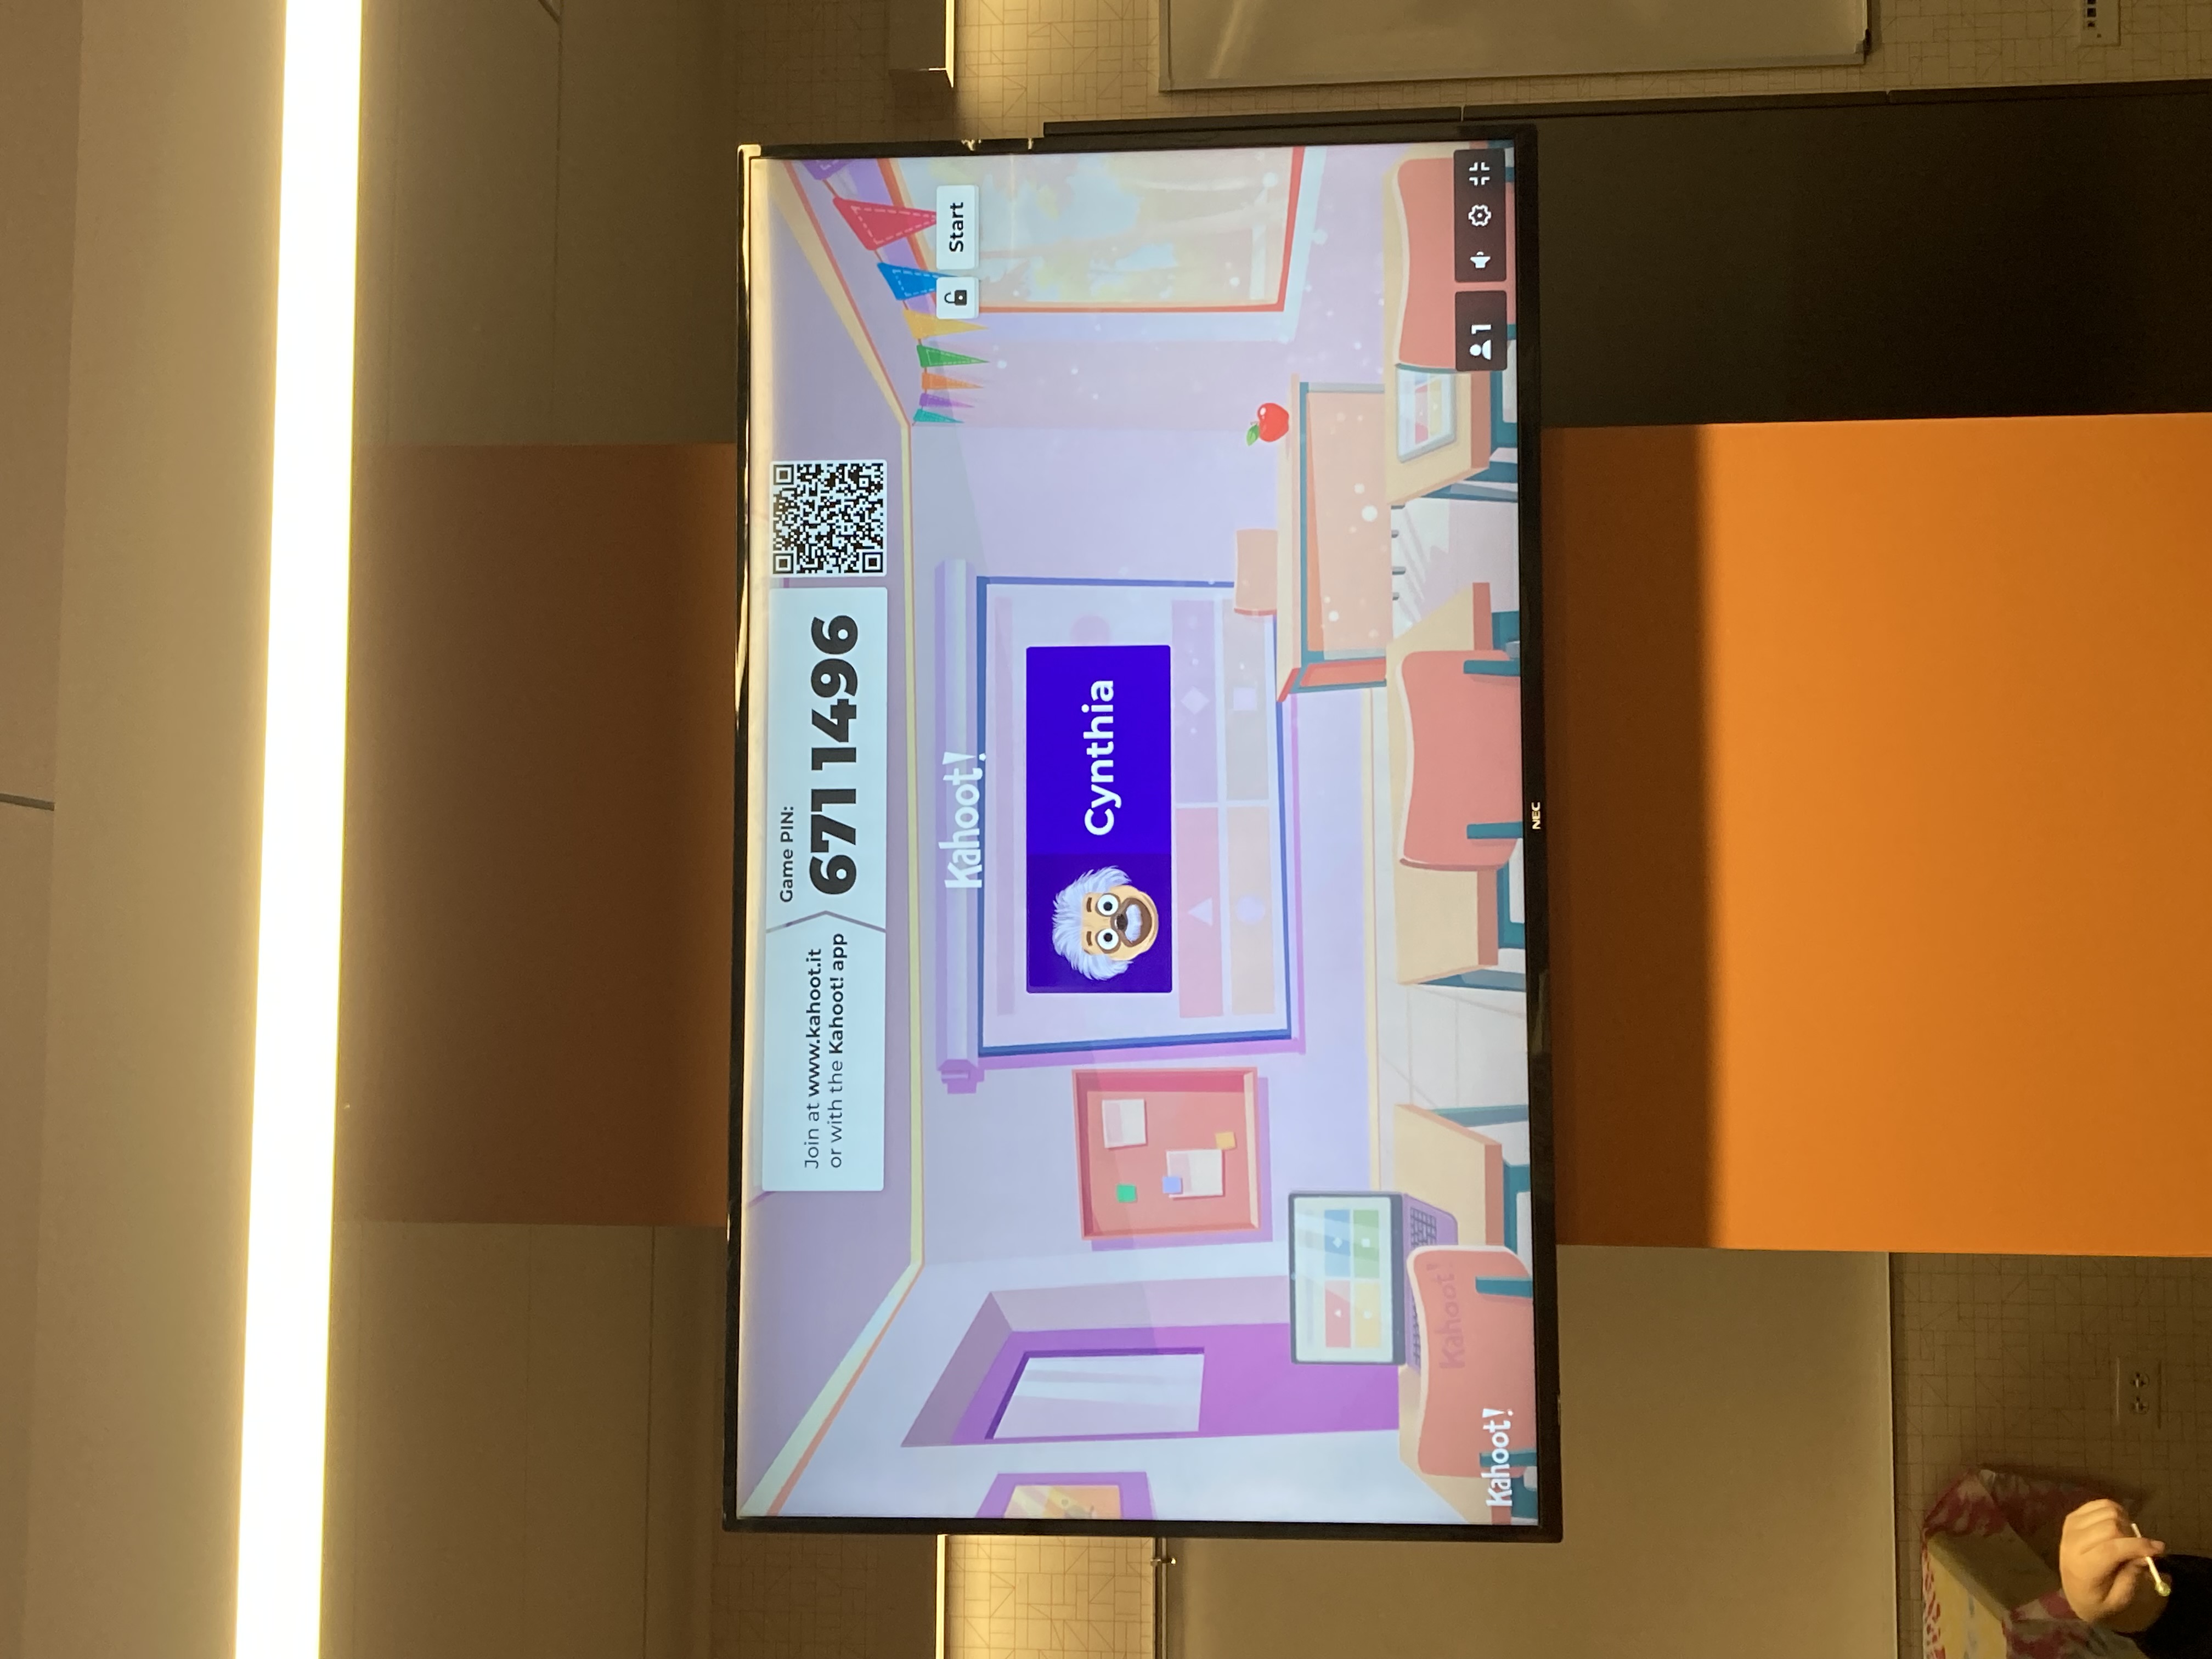 Join at www.kahoot.it
or with the Kahoot! app
Game PIN:
671 1496
Kahoot!
Start
Cynthia
Kahoot!
Kahoot!
1
NEC